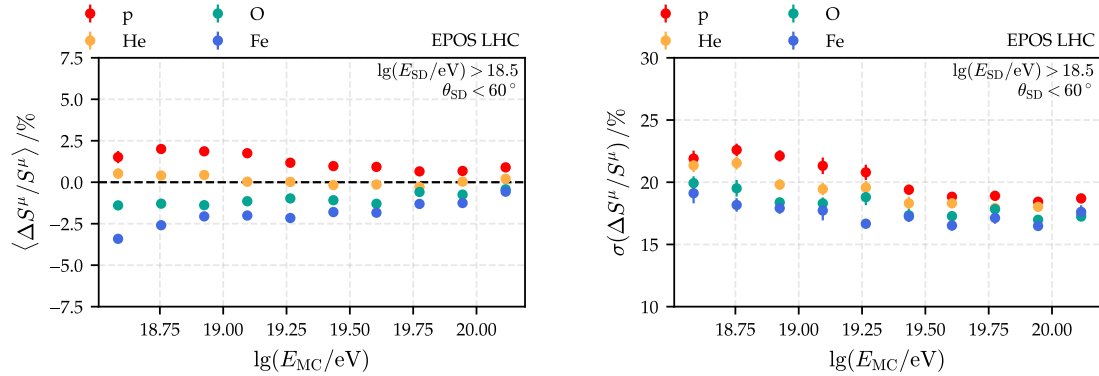 p
O
He
Fe
EPOS LHC
lg(E_SD/eV) > 18.5
θ_SD < 60°
⟨ΔS^μ/S^μ⟩/%
7.5
5.0
2.5
0.0
−2.5
−5.0
−7.5
18.75 19.00 19.25 19.50 19.75 20.00
lg(E_MC/eV)
p
O
He
Fe
EPOS LHC
lg(E_SD/eV) > 18.5
θ_SD < 60°
σ(ΔS^μ/S^μ)/%
30
25
20
15
10
18.75 19.00 19.25 19.50 19.75 20.00
lg(E_MC/eV)